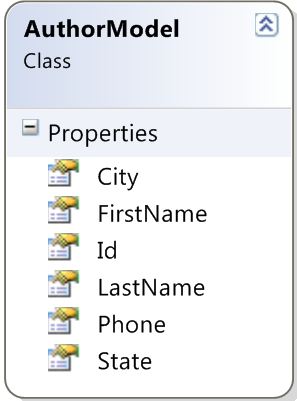 AuthorModel
Class
Properties
City
FirstName
Id
LastName
Phone
State